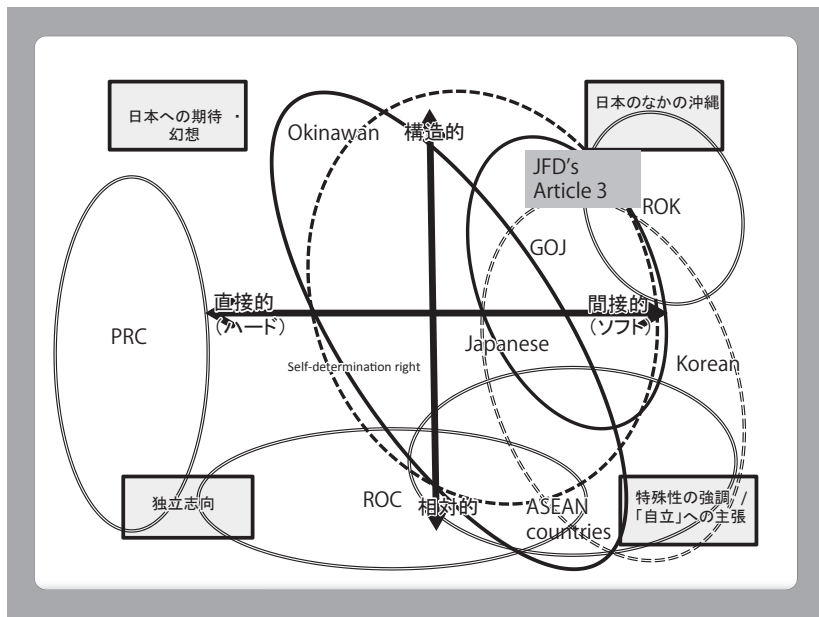 日本への期待・
幻想
日本のなかの沖縄
Okinawan
構造的
JFD's
Article 3
ROK
GOJ
直接的
(ハード)
間接的
(ソフト)
PRC
Japanese
Korean
Self-determination right
独立志向
ROC
相対的
ASEAN
countries
特殊性の強調 /
「自立」への主張